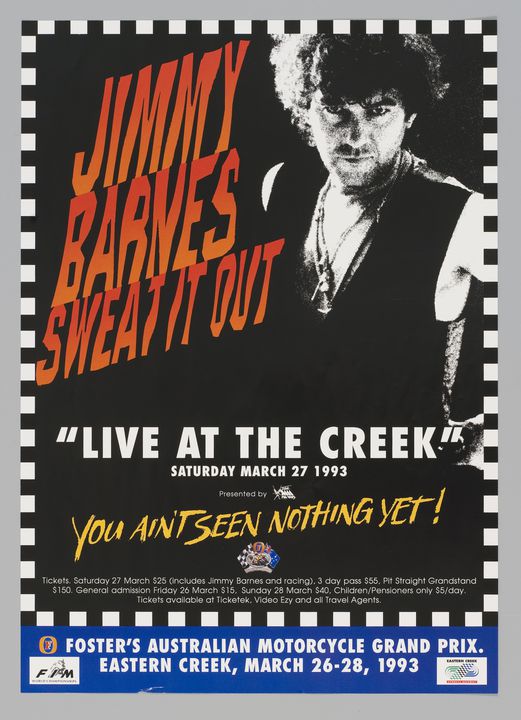 JIMMY
BARNES
SWEAT IT OUT
"LIVE AT THE CREEK"
SATURDAY MARCH 27 1993
Presented by
YOU AIN'T SEEN NOTHING YET!
Tickets. Saturday 27 March $25 (includes Jimmy Barnes and racing), 3 day pass $55, Pit Straight Grandstand
$150. General admission Friday 26 March $15, Sunday 28 March $40, Children/Pensioners only $5/day.
Tickets available at Ticketek, Video Ezy and all Travel Agents.
FOSTER'S AUSTRALIAN MOTORCYCLE GRAND PRIX.
EASTERN CREEK, MARCH 26-28, 1993
FIM
WORLD CHAMPIONSHIPS
EASTERN CREEK